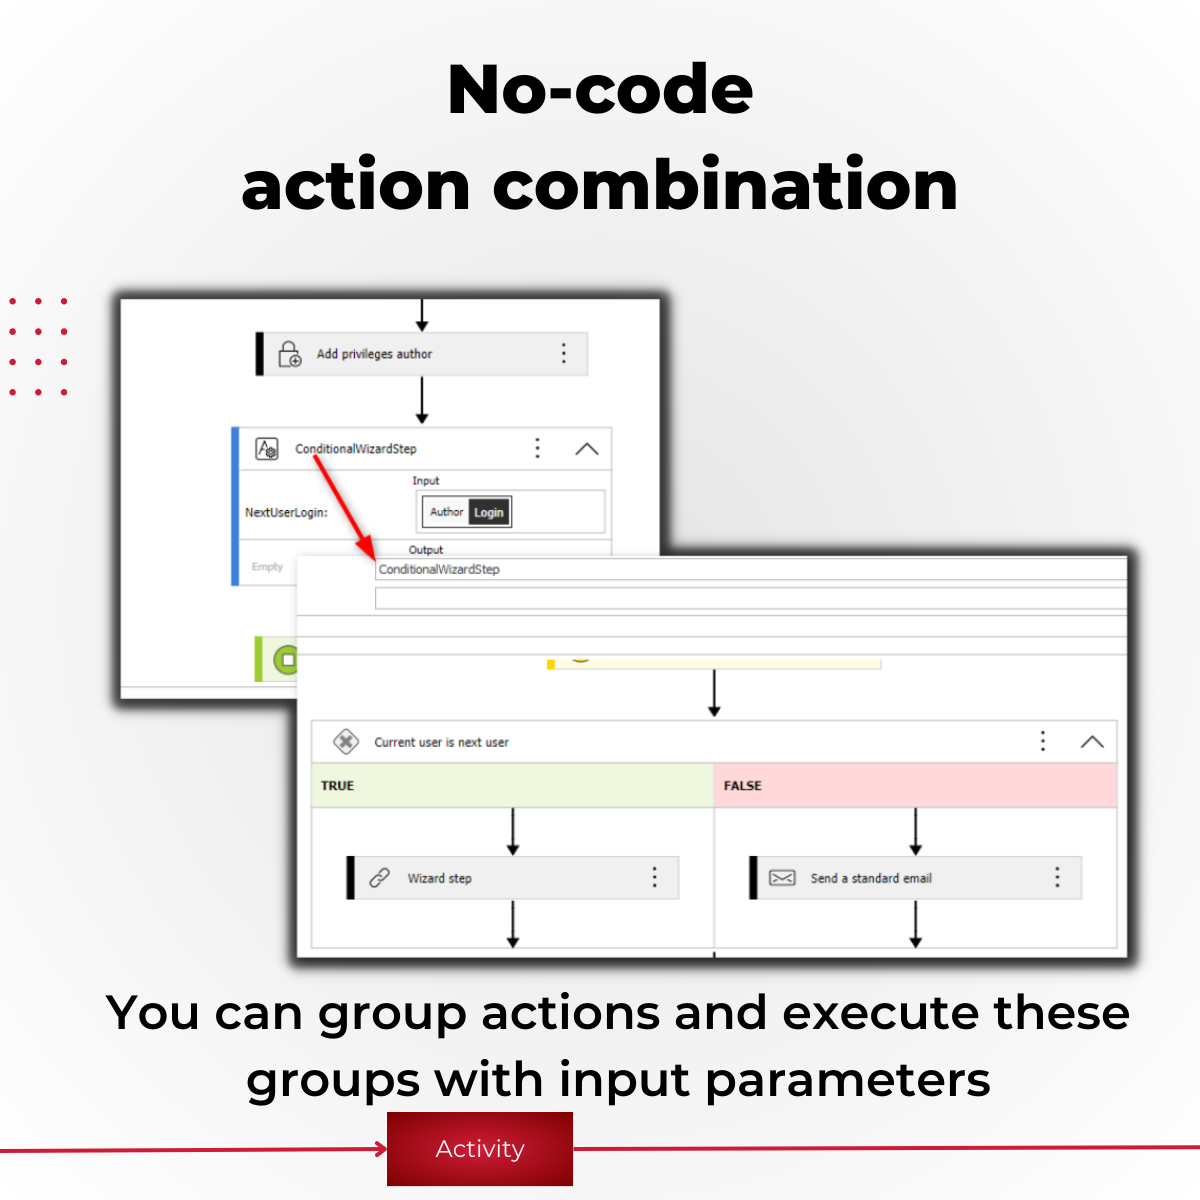 No-code
action combination
Add privileges author
ConditionalWizardStep
Input
NextUserLogin:
Author Login
Output
Empty
ConditionalWizardStep
Current user is next user
TRUE
FALSE
Wizard step
Send a standard email
You can group actions and execute these
groups with input parameters
Activity